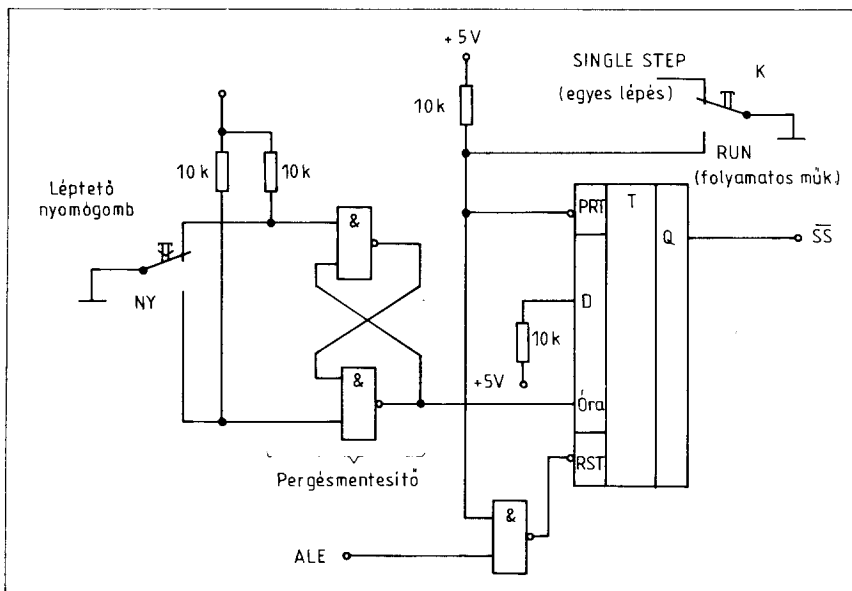 +5V
SINGLE STEP
(egyes lépés)
K
10k
RUN
(folyamatos műk.)
10k
10k
Léptető
nyomógomb
NY
&
&
Pergésmentesítő
PRT
T
Q
S̅S̅
D
10k
+5V
Óra
RST
&
ALE